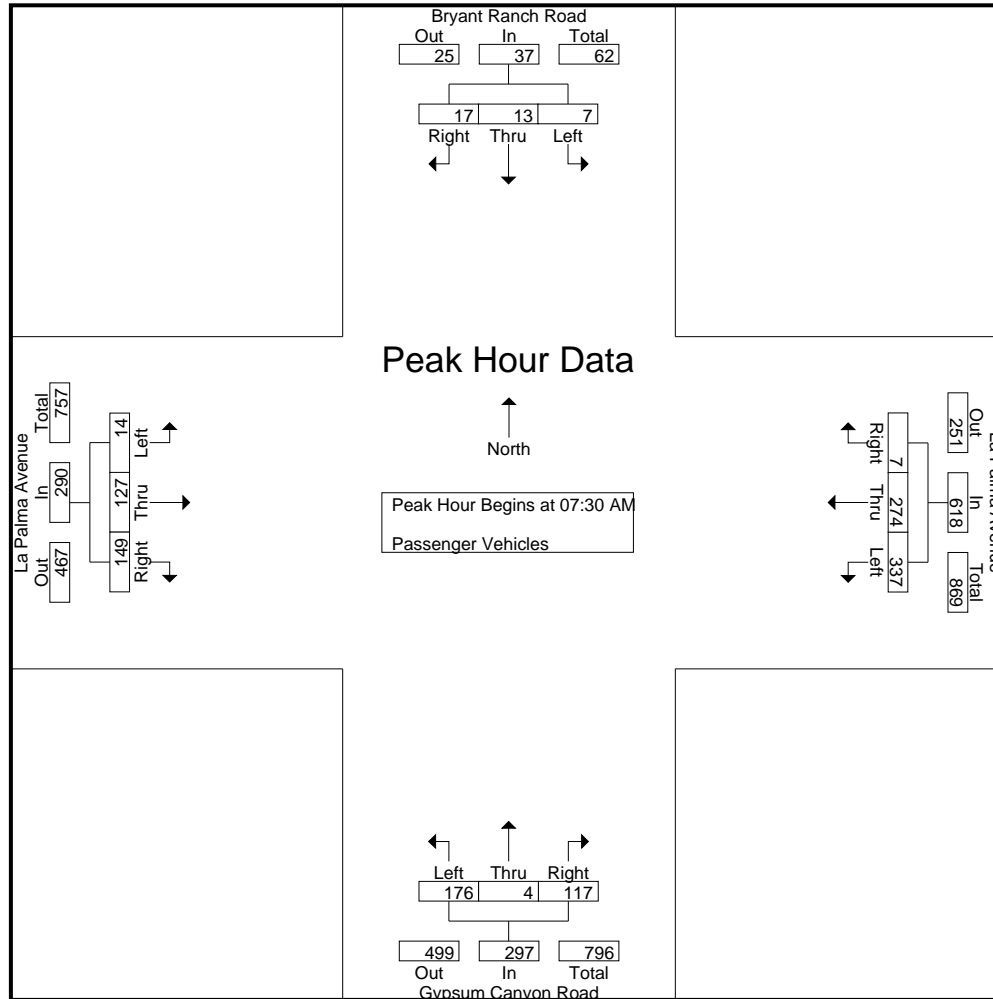 Bryant Ranch Road
Out In Total
25 37 62
17 13 7
Right Thru Left
Peak Hour Data
North
Peak Hour Begins at 07:30 AM
Passenger Vehicles
La Palma Avenue
Out In Total
467 290 757
149 127 14
Right Thru Left
Out In Total
251 618 869
7 274 337
Right Thru Left
Left Thru Right
176 4 117
499 297 796
Out In Total
Gypsum Canyon Road